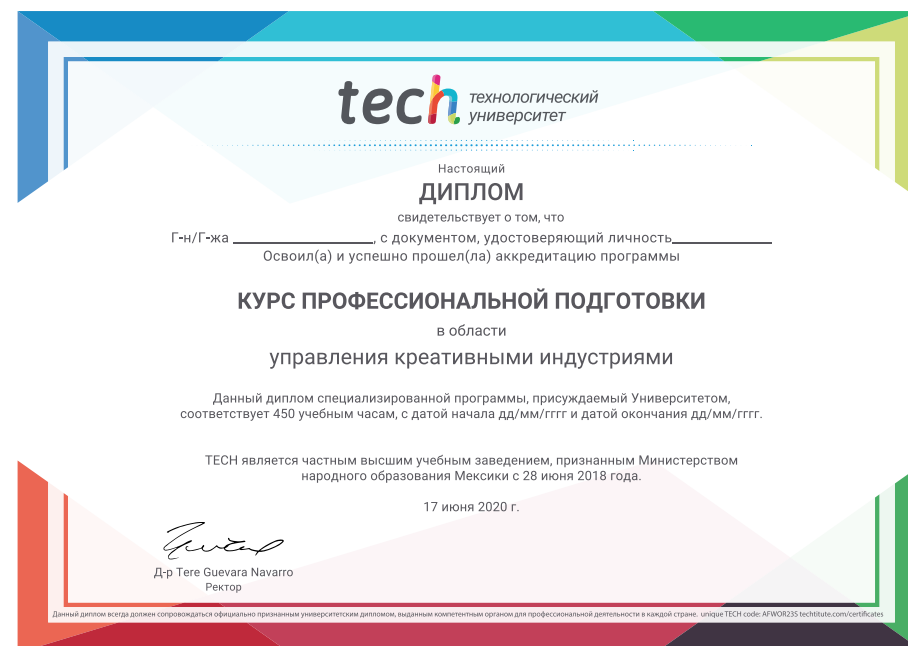 tech технологический университет
Настоящий
ДИПЛОМ
свидетельствует о том, что
Г-н/Г-жа ____________________, с документом, удостоверяющий личность______________
Освоил(а) и успешно прошел(ла) аккредитацию программы
КУРС ПРОФЕССИОНАЛЬНОЙ ПОДГОТОВКИ
в области
управления креативными индустриями
Данный диплом специализированной программы, присуждаемый Университетом,
соответствует 450 учебным часам, с датой начала дд/мм/гггг и датой окончания дд/мм/гггг.
TECH является частным высшим учебным заведением, признанным Министерством
народного образования Мексики с 28 июня 2018 года.
17 июня 2020 г.
Д-р Tere Guevara Navarro
Ректор
Данный диплом всегда должен сопровождаться официально признанным университетским дипломом, выданным компетентным органом для профессиональной деятельности в каждой стране. unique TECH code: AFWOR23S techtitute.com/certificates